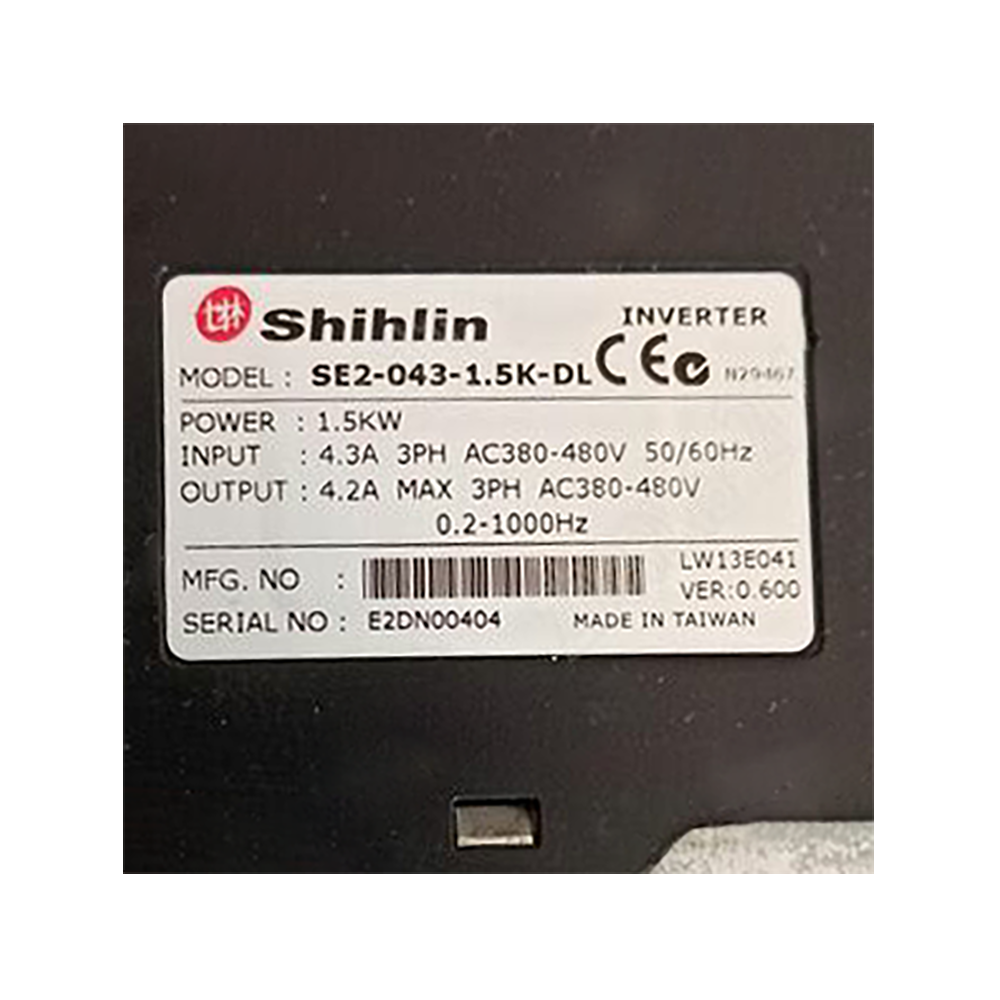 Shihlin INVERTER
MODEL : SE2-043-1.5K-DL CE N29467
POWER : 1.5KW
INPUT : 4.3A 3PH AC380-480V 50/60Hz
OUTPUT : 4.2A MAX 3PH AC380-480V
0.2-1000Hz
LW13E041
MFG. NO :
VER:0.600
SERIAL NO : E2DN00404 MADE IN TAIWAN